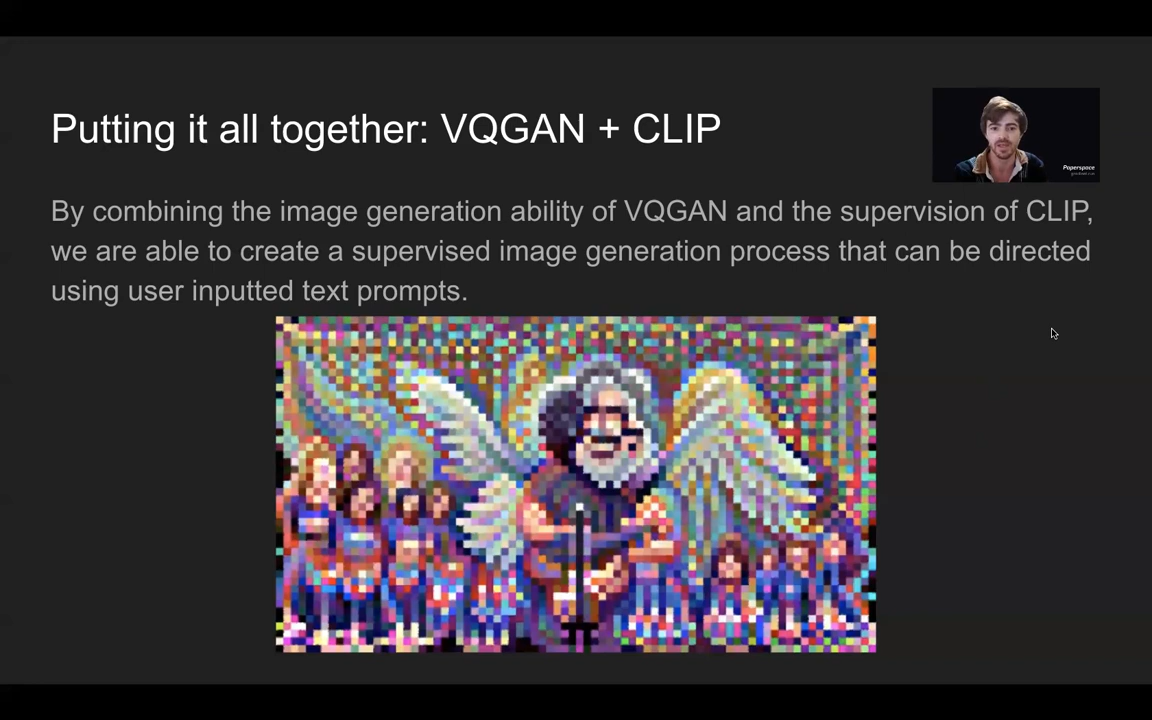 Putting it all together: VQGAN + CLIP
Paperspace
By combining the image generation ability of VQGAN and the supervision of CLIP,
we are able to create a supervised image generation process that can be directed
using user inputted text prompts.